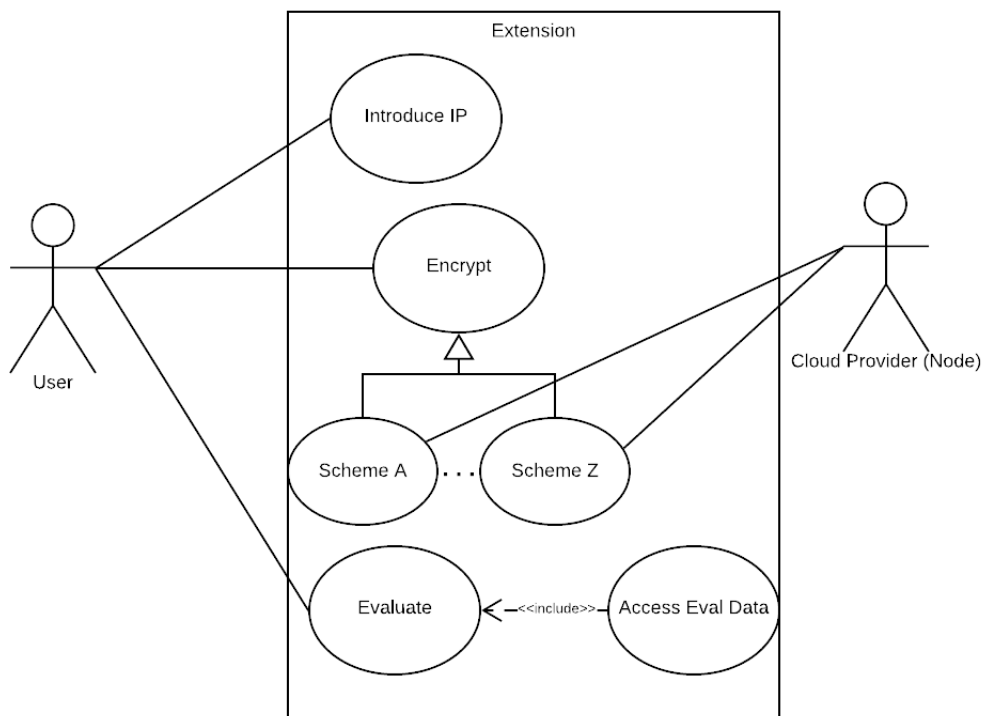 Extension
Introduce IP
Encrypt
User
Cloud Provider (Node)
Scheme A
. . .
Scheme Z
Evaluate
<<include>>
Access Eval Data